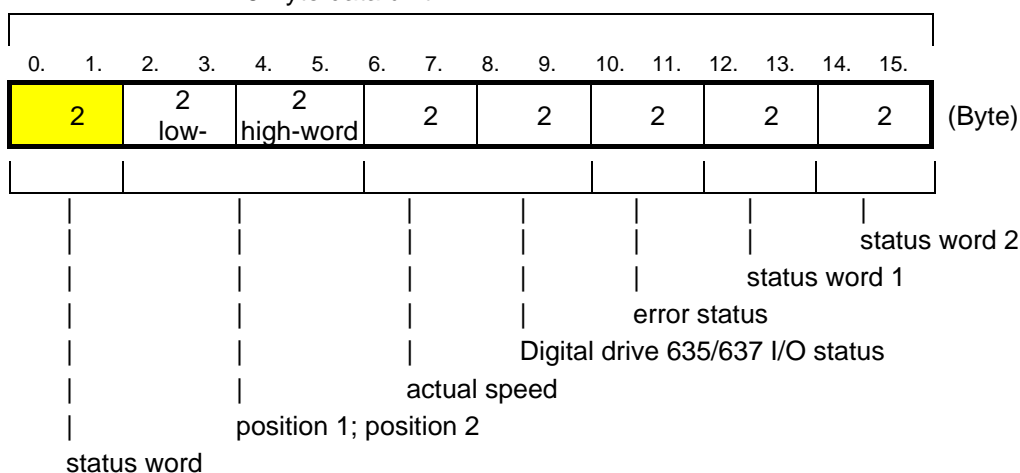 0. 1. 2. 3. 4. 5. 6. 7. 8. 9. 10. 11. 12. 13. 14. 15.
2 2 2 2 2 2 2 2 (Byte)
low- high-word
status word 2
status word 1
error status
Digital drive 635/637 I/O status
actual speed
position 1; position 2
status word